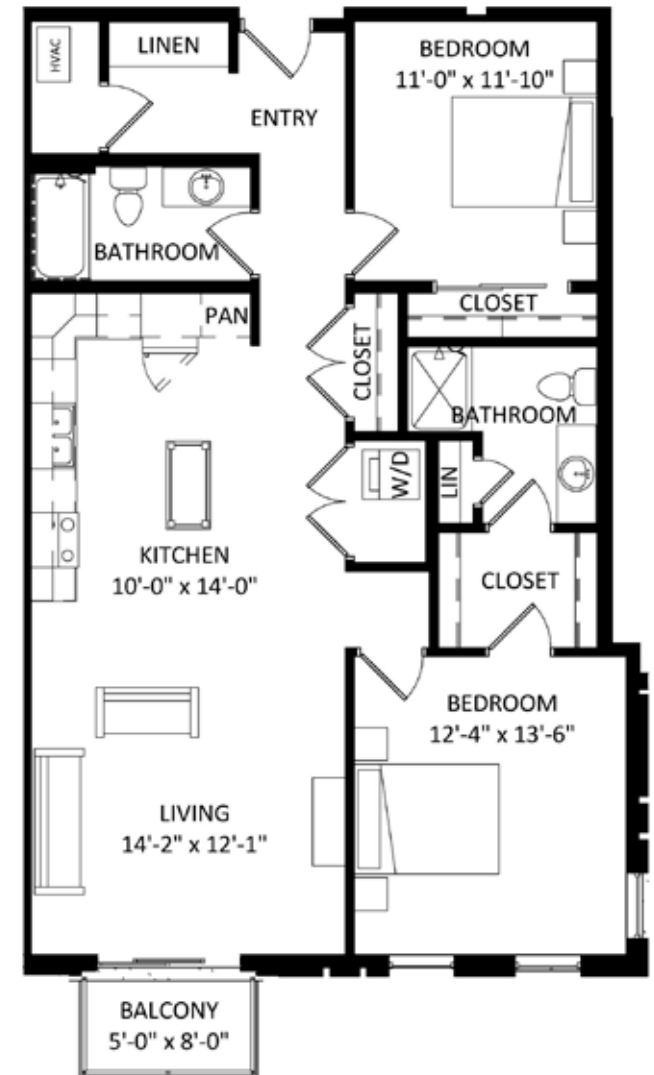 HVAC
LINEN
ENTRY
BEDROOM
11'-0" x 11'-10"
BATHROOM
PAN
CLOSET
CLOSET
BATHROOM
W/D
LIN
KITCHEN
10'-0" x 14'-0"
CLOSET
BEDROOM
12'-4" x 13'-6"
LIVING
14'-2" x 12'-1"
BALCONY
5'-0" x 8'-0"